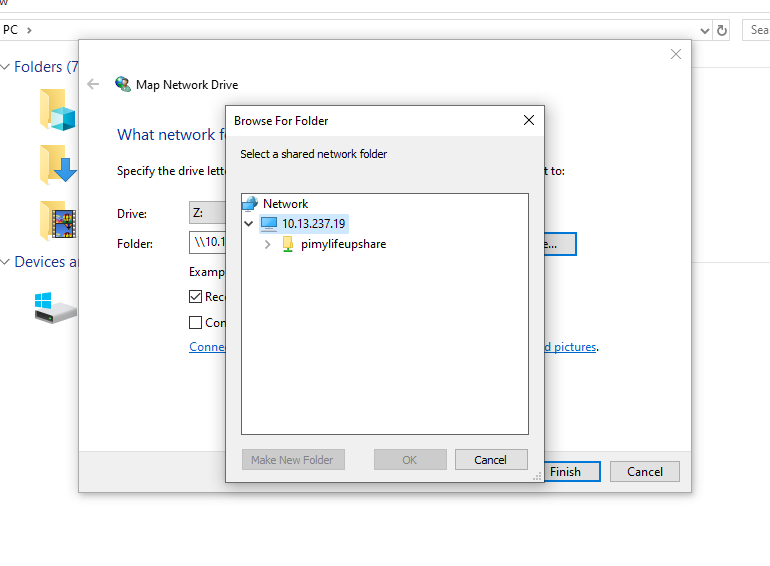 PC
Sea
Folders (7
Map Network Drive
Browse For Folder
What network f
Select a shared network folder
Specify the drive lette
t to:
Network
Drive:
Z:
10.13.237.19
Folder:
\\10.1
pimylifeupshare
e...
Devices a
Examp
Rec
Con
Connec
d pictures.
Make New Folder
OK
Cancel
Finish
Cancel